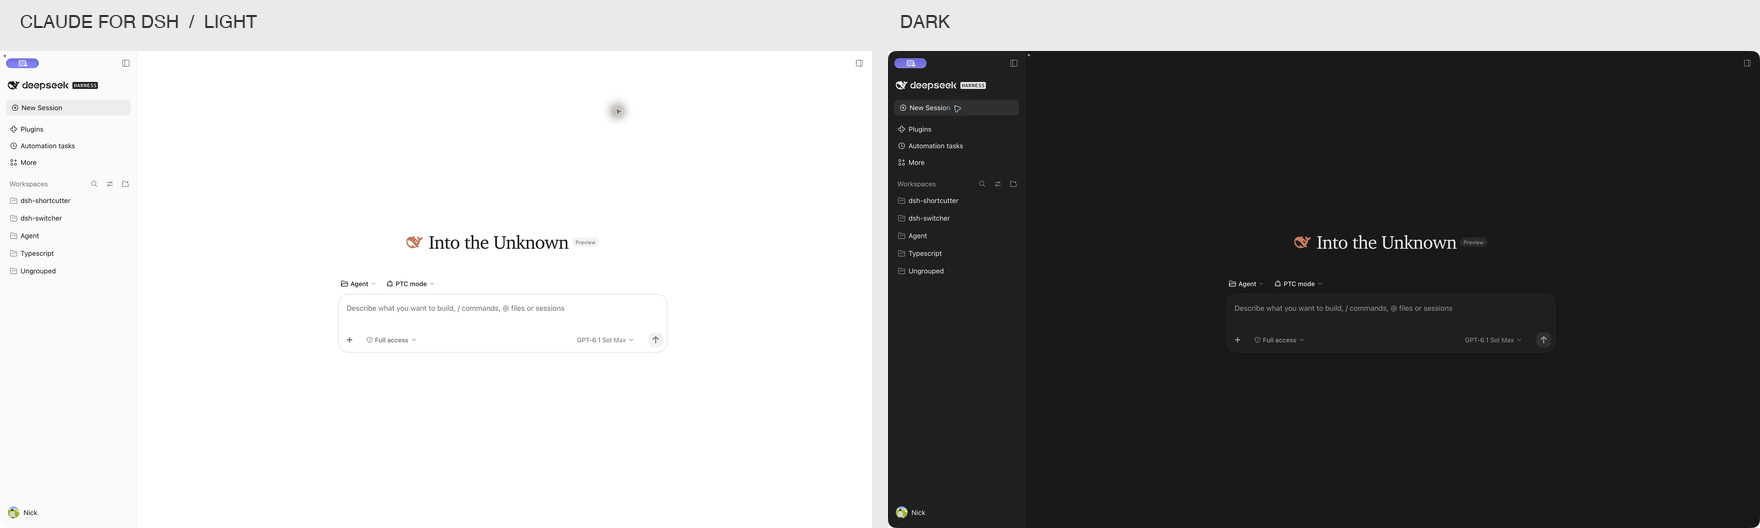 CLAUDE FOR DSH / LIGHT
deepseek HARNESS
New Session
Plugins
Automation tasks
More
Workspaces
dsh-shortcutter
dsh-switcher
Agent
Typescript
Ungrouped
Nick
Into the Unknown Preview
Agent PTC mode
Describe what you want to build, / commands, @ files or sessions
Full access GPT-6.1 Sol Max
DARK
deepseek HARNESS
New Session
Plugins
Automation tasks
More
Workspaces
dsh-shortcutter
dsh-switcher
Agent
Typescript
Ungrouped
Nick
Into the Unknown Preview
Agent PTC mode
Describe what you want to build, / commands, @ files or sessions
Full access GPT-6.1 Sol Max